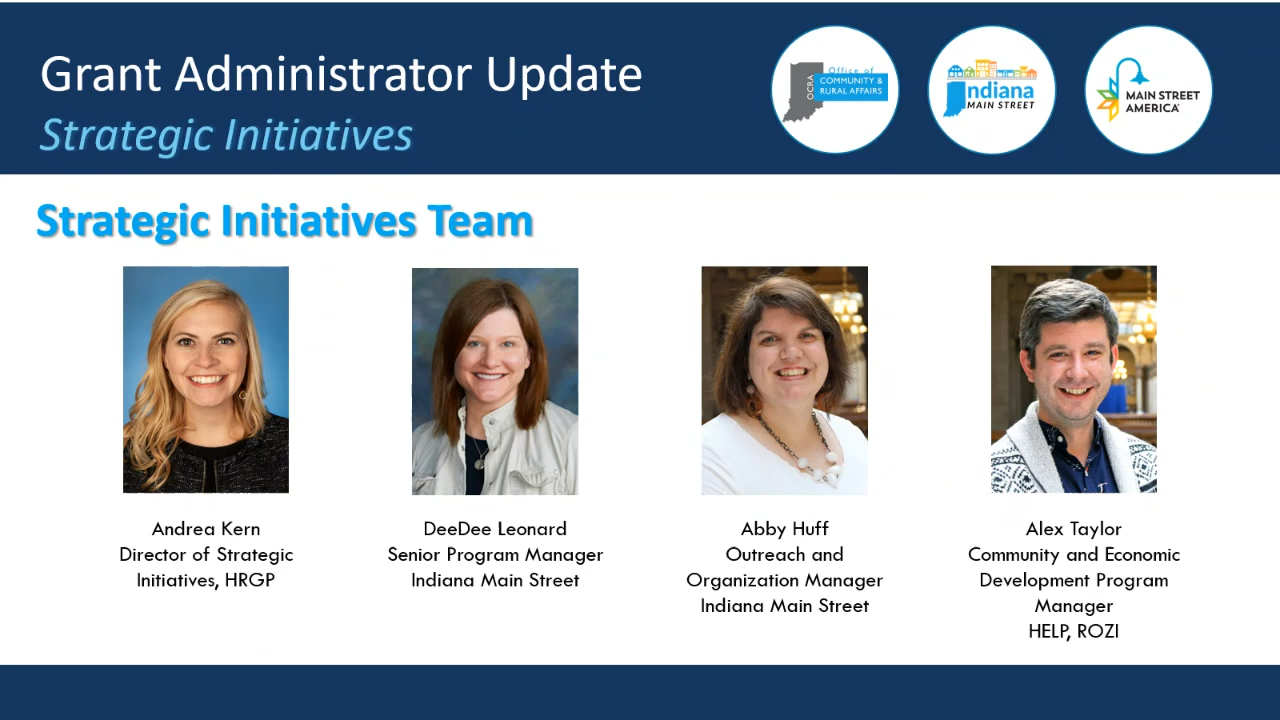 Grant Administrator Update
Strategic Initiatives
OCRA
Office of
COMMUNITY &
RURAL AFFAIRS
Indiana
MAIN STREET
MAIN STREET
AMERICA
Strategic Initiatives Team
Andrea Kern
Director of Strategic
Initiatives, HRGP
DeeDee Leonard
Senior Program Manager
Indiana Main Street
Abby Huff
Outreach and
Organization Manager
Indiana Main Street
Alex Taylor
Community and Economic
Development Program
Manager
HELP, ROZI